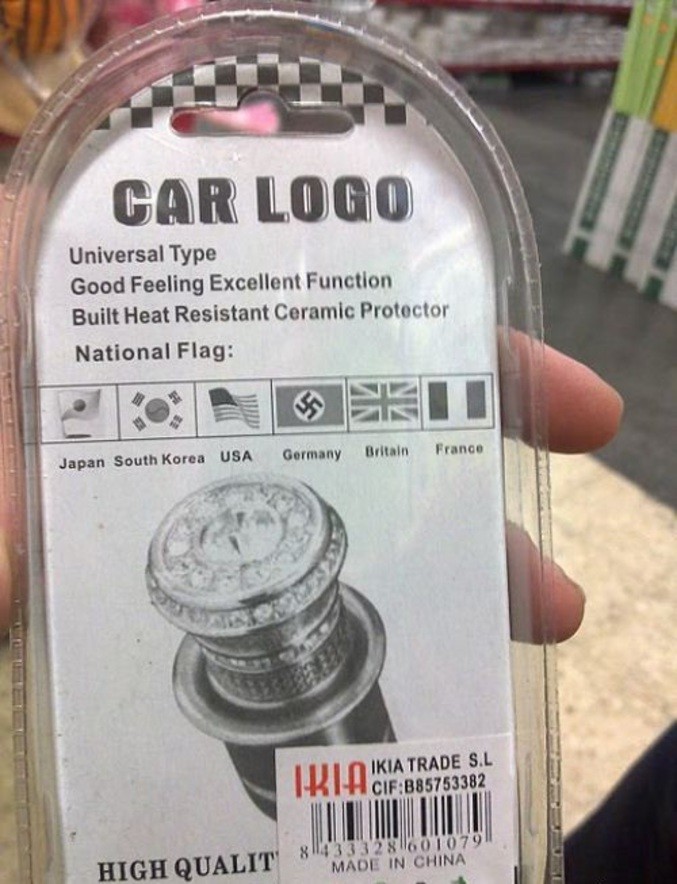 CAR LOGO
Universal Type
Good Feeling Excellent Function
Built Heat Resistant Ceramic Protector
National Flag:
Japan South Korea USA Germany Britain France
IKIA IKIA TRADE S.L
CIF:B85753382
8 433328 601079
MADE IN CHINA
HIGH QUALIT